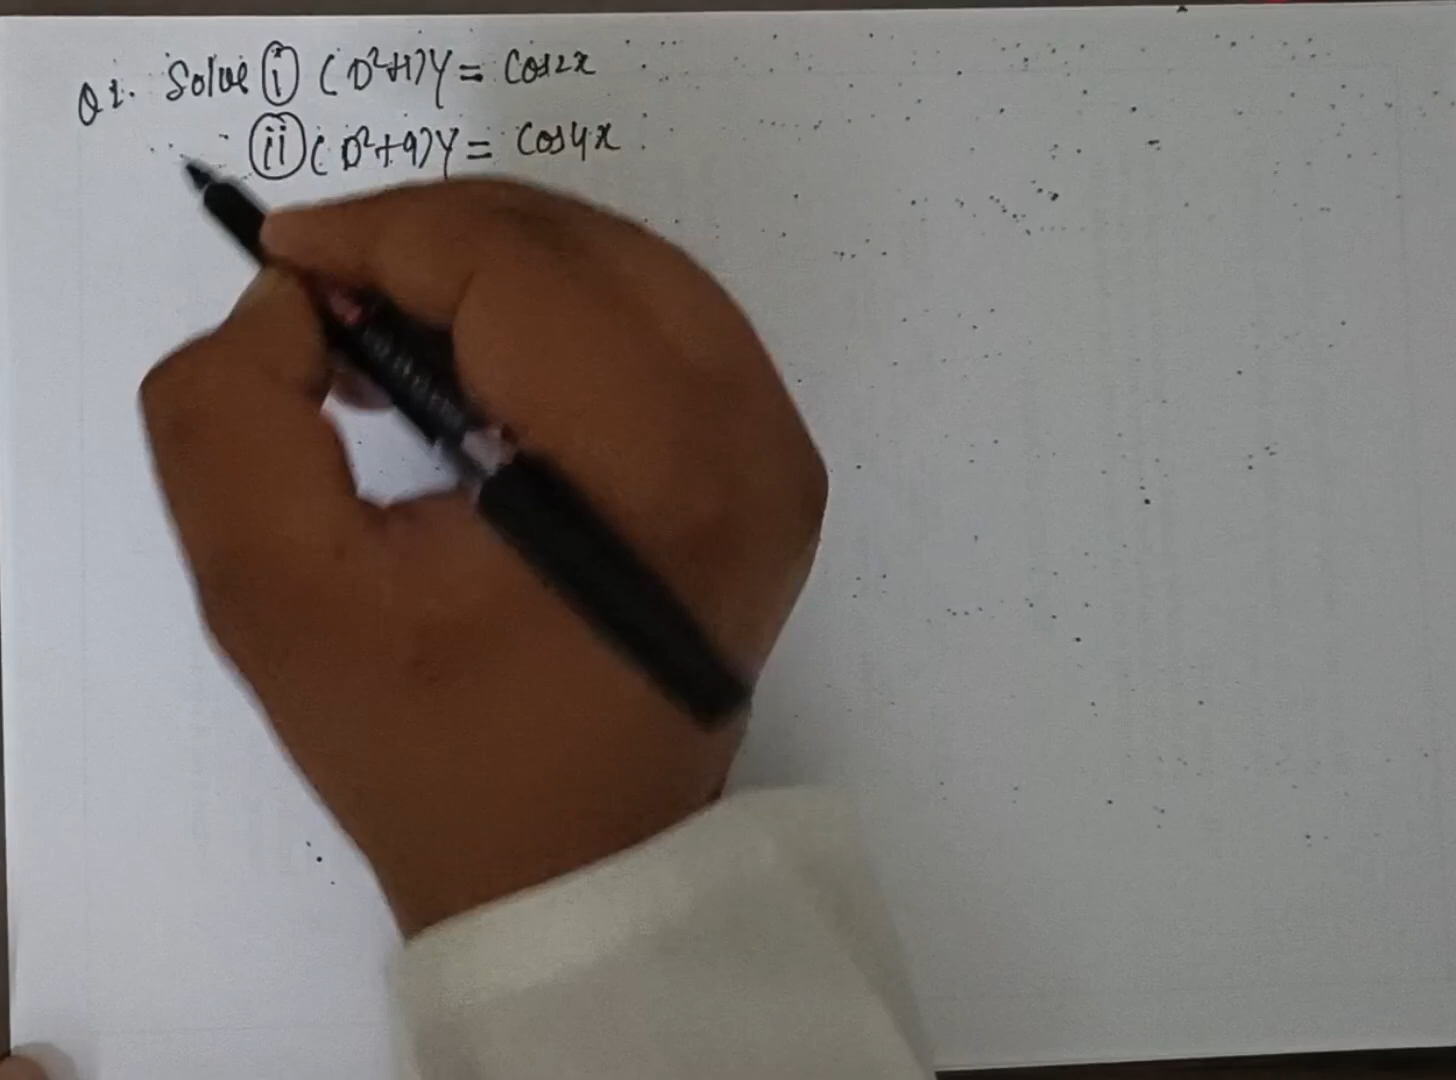 Q1. Solve (i) (D²+1)Y = Cos2x
(ii) (D²+9)Y = Cos4x